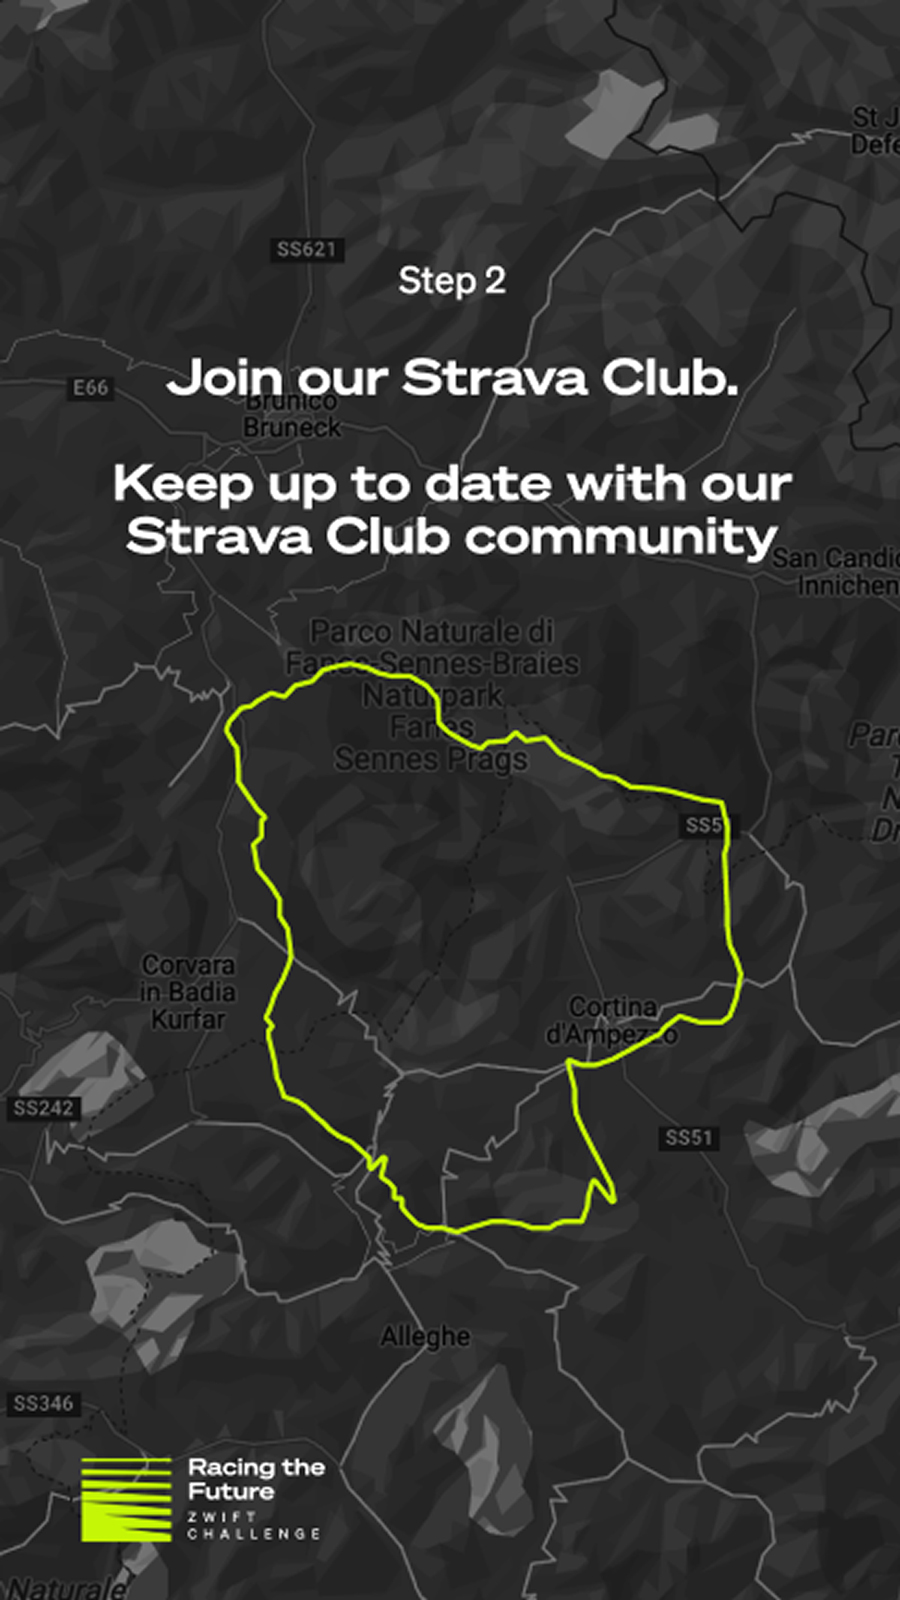 St J
Defe
SS621
Step 2
Join our Strava Club.
E66
Brunico
Bruneck
Keep up to date with our
Strava Club community
San Candi
Innichen
Parco Naturale di
Fanes-Sennes-Braies
Naturpark
Fanes
Sennes Prags
Par
T
N
Dr
SS5
Corvara
in Badia
Kurfar
Cortina
d'Ampezzo
SS242
SS51
Alleghe
SS346
Racing the
Future
ZWIFT
CHALLENGE
Naturale